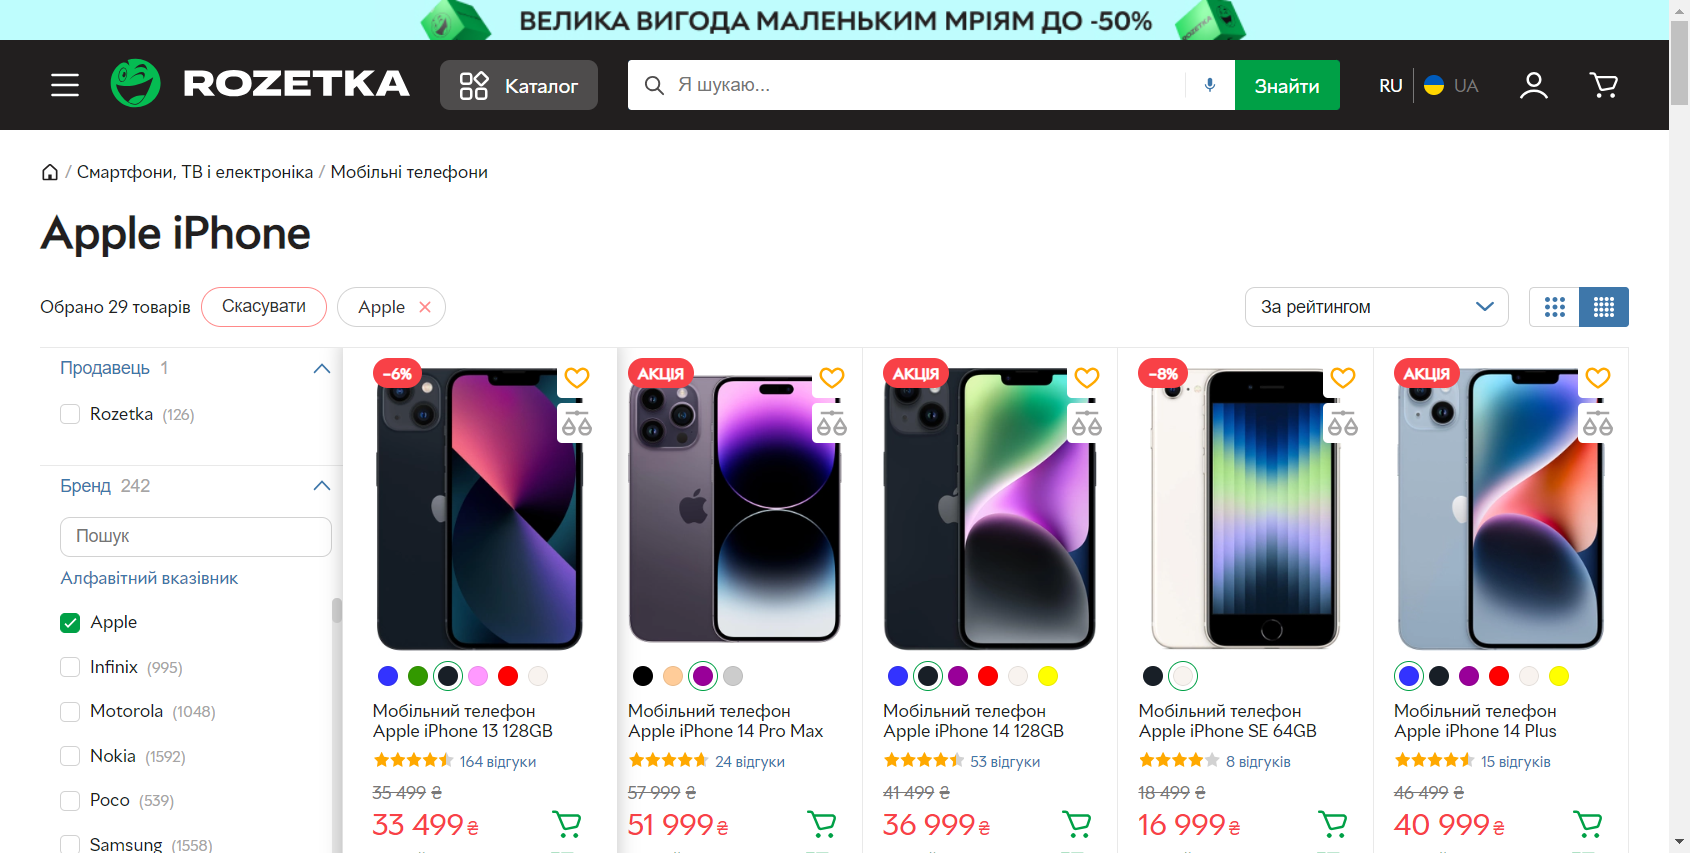 ВЕЛИКА ВИГОДА МАЛЕНЬКИМ МРІЯМ ДО -50%
ROZETKA
Каталог
Я шукаю...
Знайти
RU
UA
/ Смартфони, ТВ і електроніка / Мобільні телефони
Apple iPhone
Обрано 29 товарів
Скасувати
Apple
За рейтингом
Продавець 1
Rozetka (126)
Бренд 242
Пошук
Алфавітний вказівник
Apple
Infinix (995)
Motorola (1048)
Nokia (1592)
Poco (539)
Samsung (1558)
-6%
Мобільний телефон
Apple iPhone 13 128GB
164 відгуки
35 499 ₴
33 499 ₴
АКЦІЯ
Мобільний телефон
Apple iPhone 14 Pro Max
24 відгуки
57 999 ₴
51 999 ₴
АКЦІЯ
Мобільний телефон
Apple iPhone 14 128GB
53 відгуки
41 499 ₴
36 999 ₴
-8%
Мобільний телефон
Apple iPhone SE 64GB
8 відгуків
18 499 ₴
16 999 ₴
АКЦІЯ
Мобільний телефон
Apple iPhone 14 Plus
15 відгуків
46 499 ₴
40 999 ₴